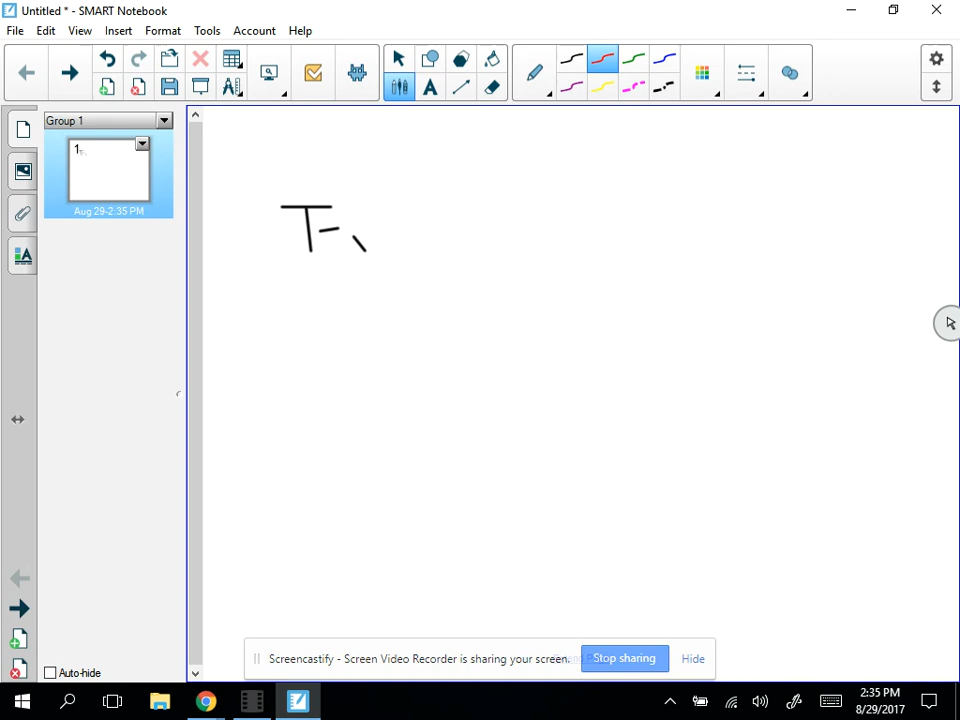 Untitled * - SMART Notebook
File Edit View Insert Format Tools Account Help
A
Group 1
1
Aug 29-2:35 PM
A
T-
Auto-hide
Screencastify - Screen Video Recorder is sharing your screen. Stop sharing Hide
2:35 PM
8/29/2017